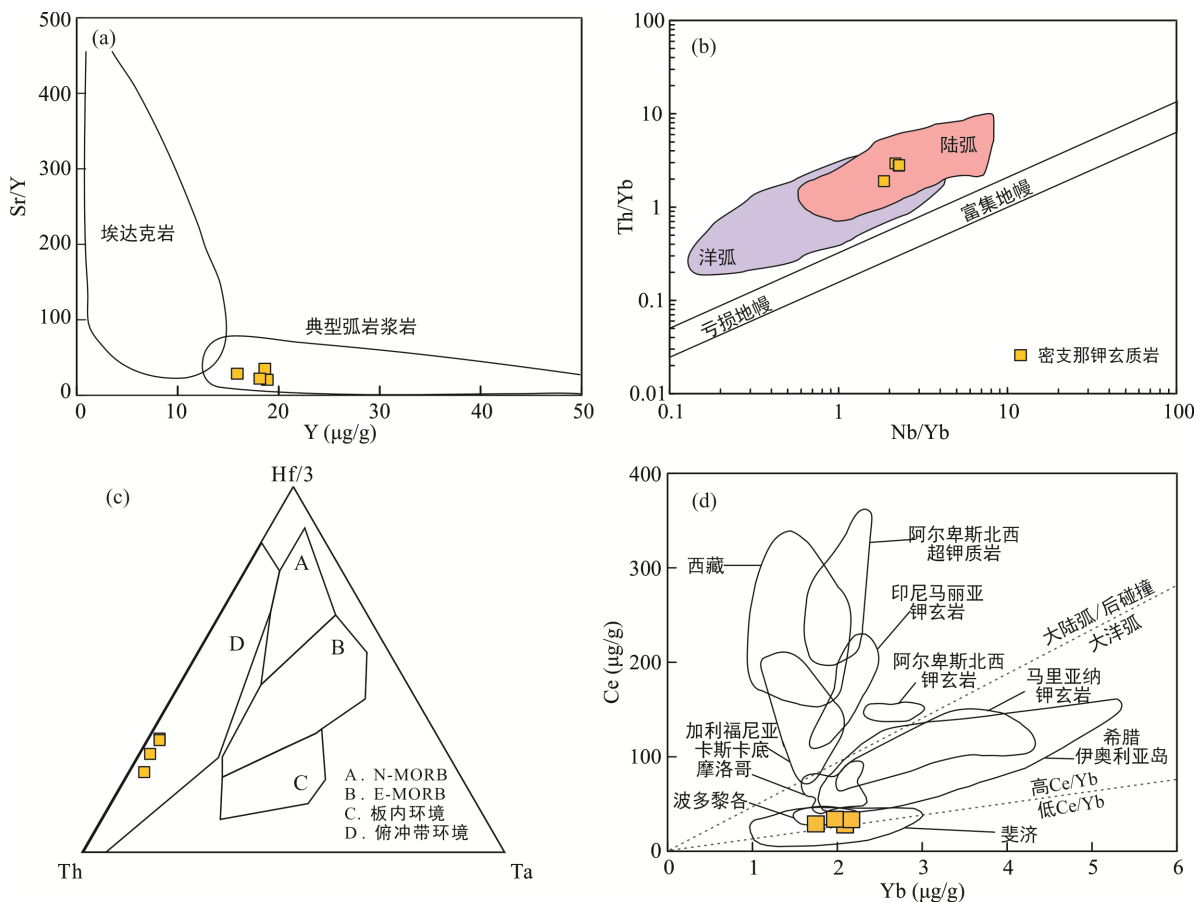 (a)
500
400
300
200
100
0
Sr/Y
埃达克岩
典型弧岩浆岩
0
10
20
30
40
50
Y (μg/g)
(b)
100
10
1
0.1
0.01
Th/Yb
陆弧
洋弧
富集地幔
亏损地幔
密支那钾玄质岩
0.1
1
10
100
Nb/Yb
(c)
Hf/3
A
B
D
C
A. N-MORB
B. E-MORB
C. 板内环境
D. 俯冲带环境
Th
Ta
(d)
400
300
200
100
0
Ce (μg/g)
西藏
阿尔卑斯北西
超钾质岩
印尼马丽亚
钾玄岩
阿尔卑斯北西
钾玄岩
大陆弧/后碰撞
大洋弧
马里亚纳
钾玄岩
加利福尼亚
卡斯卡底
摩洛哥
波多黎各
希腊
伊奥利亚岛
高Ce/Yb
低Ce/Yb
斐济
0
1
2
3
4
5
6
Yb (μg/g)